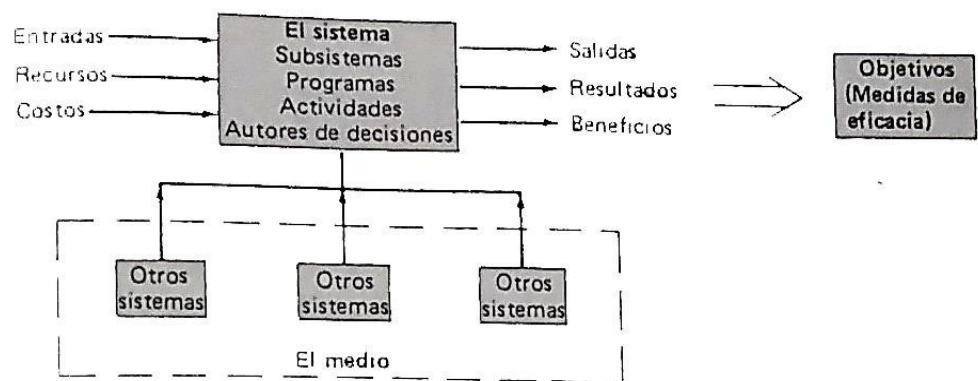 Entradas
Recursos
Costos
El sistema
Subsistemas
Programas
Actividades
Autores de decisiones
Salidas
Resultados
Beneficios
Objetivos
(Medidas de
eficacia)
Otros
sistemas
Otros
sistemas
Otros
sistemas
El medio